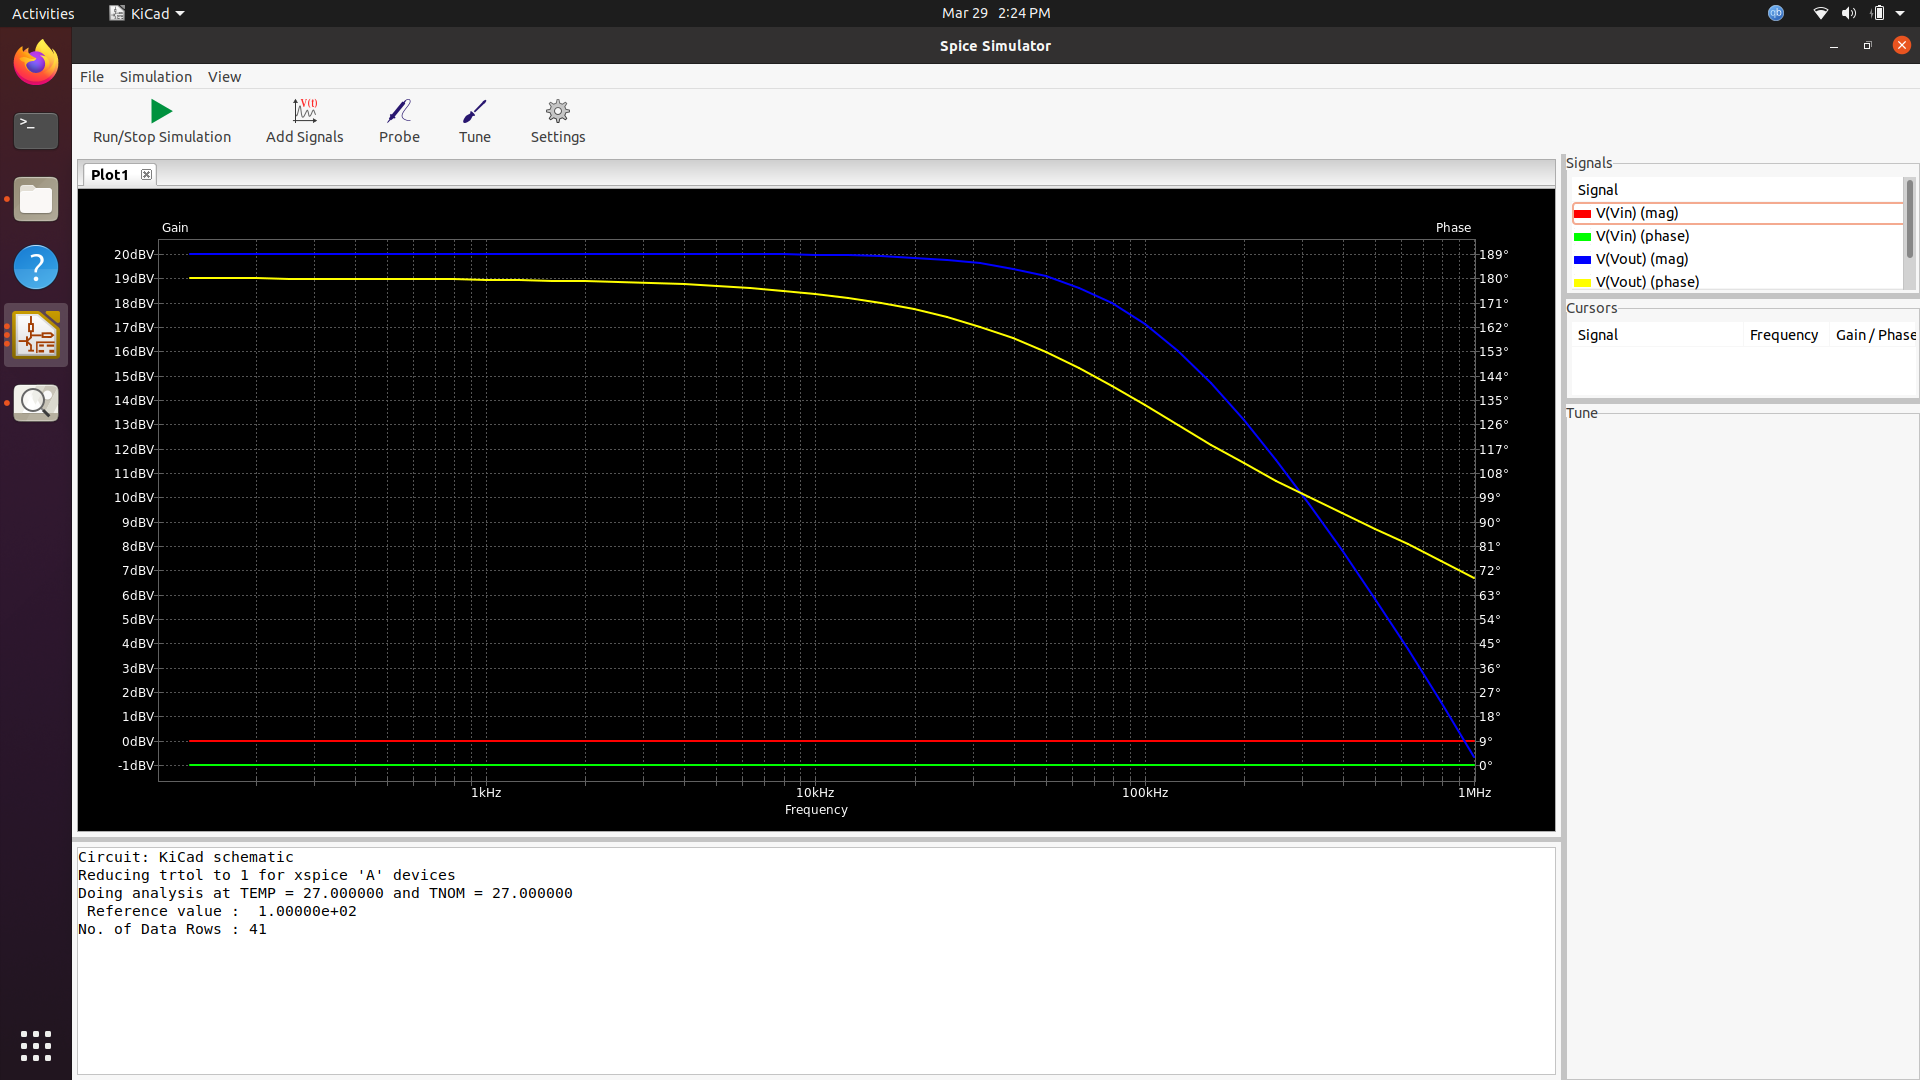 Activities KiCad Mar 29 2:24 PM
Spice Simulator
File Simulation View
Run/Stop Simulation Add Signals Probe Tune Settings
V(t)
Plot1
Gain Phase
20dBV 189°
19dBV 180°
18dBV 171°
17dBV 162°
16dBV 153°
15dBV 144°
14dBV 135°
13dBV 126°
12dBV 117°
11dBV 108°
10dBV 99°
9dBV 90°
8dBV 81°
7dBV 72°
6dBV 63°
5dBV 54°
4dBV 45°
3dBV 36°
2dBV 27°
1dBV 18°
0dBV 9°
-1dBV 0°
1kHz 10kHz 100kHz 1MHz
Frequency
Circuit: KiCad schematic
Reducing trtol to 1 for xspice 'A' devices
Doing analysis at TEMP = 27.000000 and TNOM = 27.000000
Reference value : 1.00000e+02
No. of Data Rows : 41
Signals
Signal
V(Vin) (mag)
V(Vin) (phase)
V(Vout) (mag)
V(Vout) (phase)
Cursors
Signal Frequency Gain / Phase
Tune